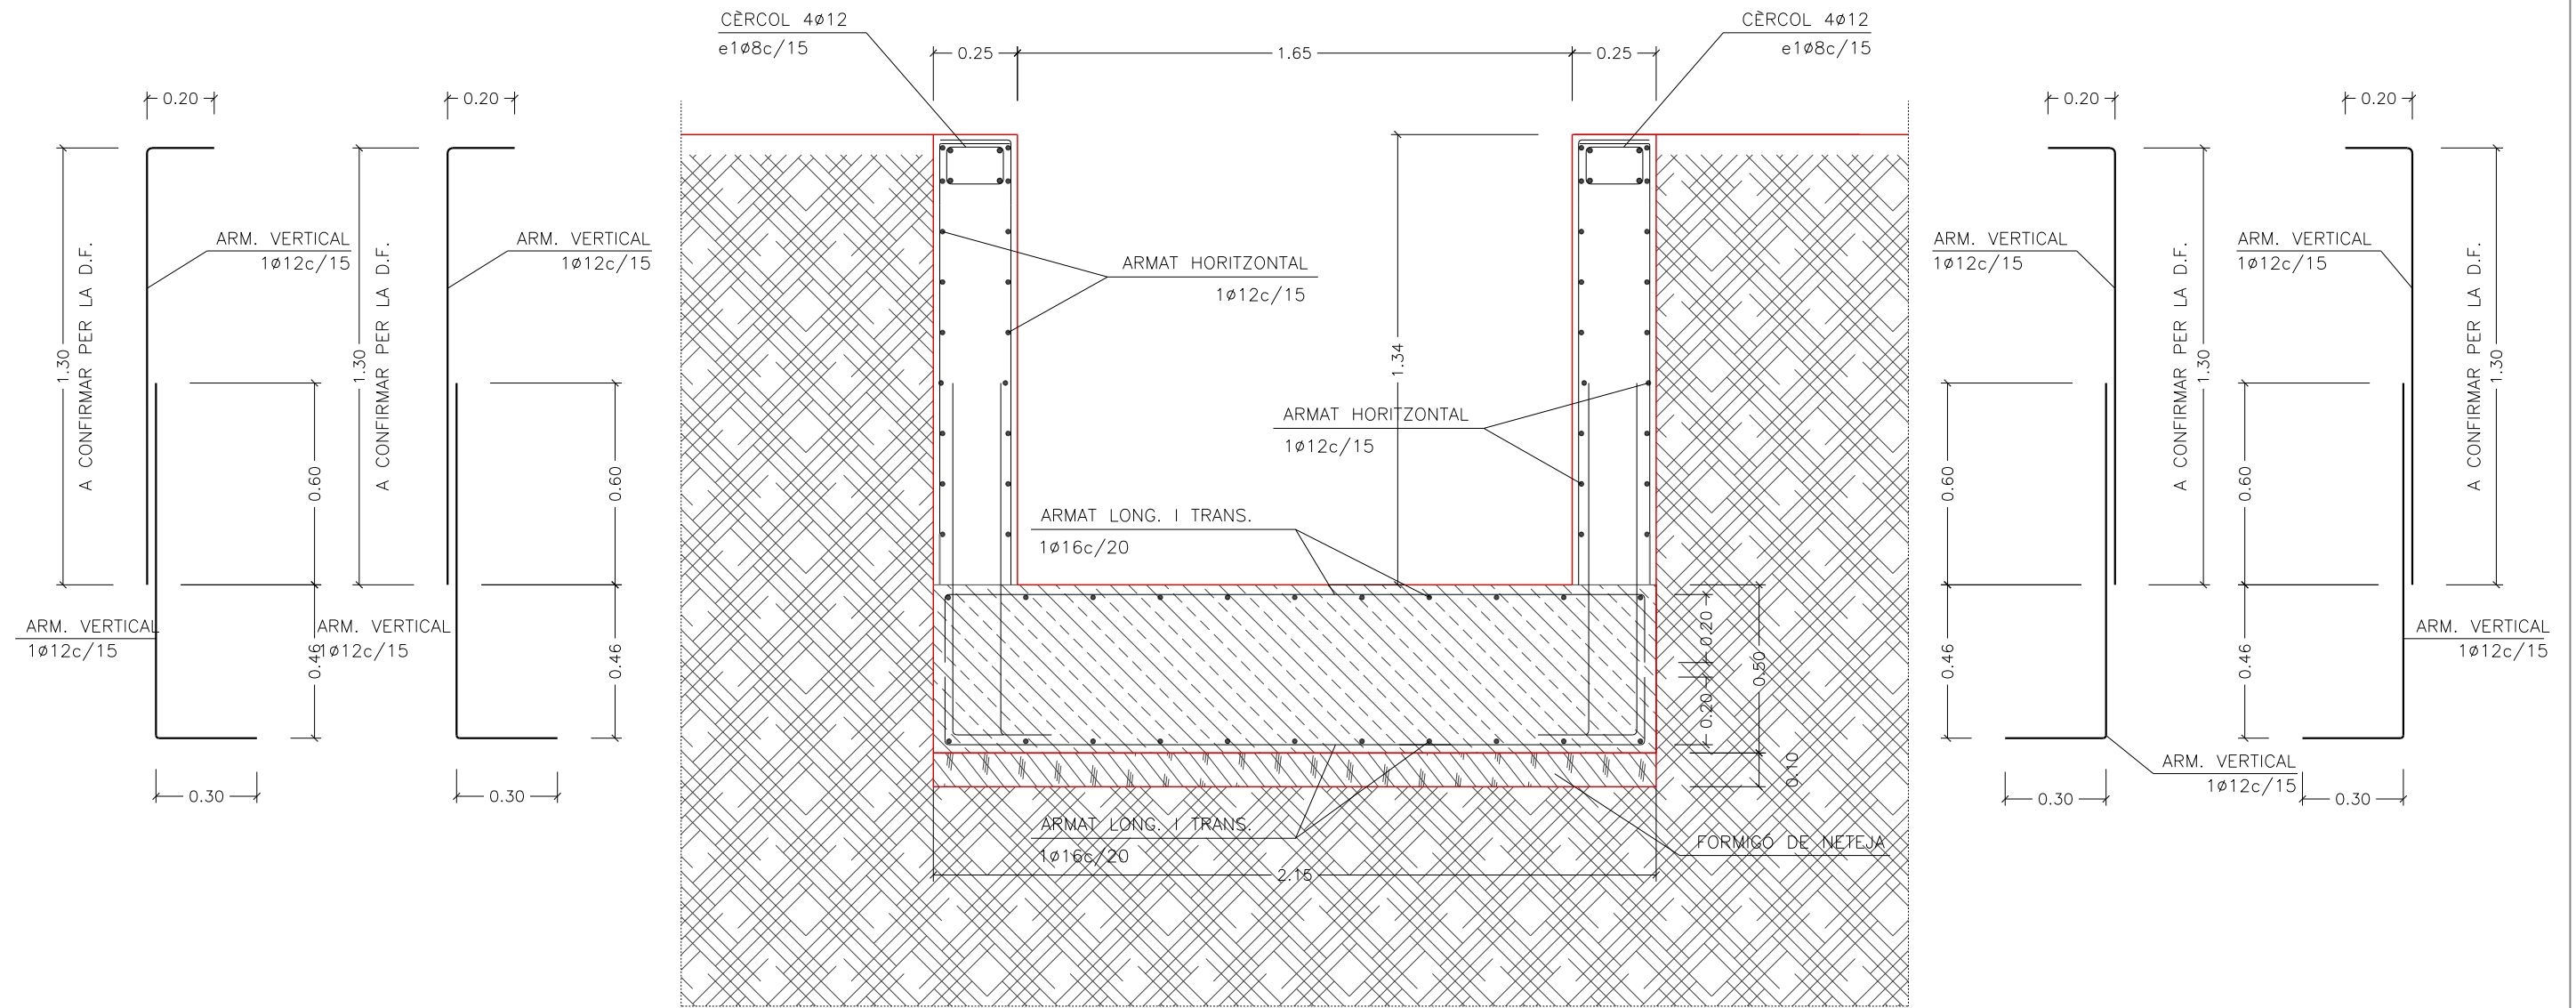 CÈRCOL 4ø12
e1ø8c/15
CÈRCOL 4ø12
e1ø8c/15
0.25
1.65
0.25
0.20
0.20
0.20
0.20
ARM. VERTICAL
1ø12c/15
ARM. VERTICAL
1ø12c/15
ARMAT HORITZONTAL
1ø12c/15
ARM. VERTICAL
1ø12c/15
ARM. VERTICAL
1ø12c/15
1.30
A CONFIRMAR PER LA D.F.
1.30
A CONFIRMAR PER LA D.F.
1.34
A CONFIRMAR PER LA D.F.
1.30
A CONFIRMAR PER LA D.F.
1.30
ARMAT HORITZONTAL
1ø12c/15
0.60
0.60
0.60
0.60
ARMAT LONG. I TRANS.
1ø16c/20
ARM. VERTICAL
1ø12c/15
0.46
ARM. VERTICAL
1ø12c/15
0.46
0.20
0.50
0.20
0.10
0.46
0.46
ARM. VERTICAL
1ø12c/15
ARM. VERTICAL
1ø12c/15
0.30
0.30
0.30
0.30
ARMAT LONG. I TRANS.
1ø16c/20
FORMIGÓ DE NETEJA
2.15